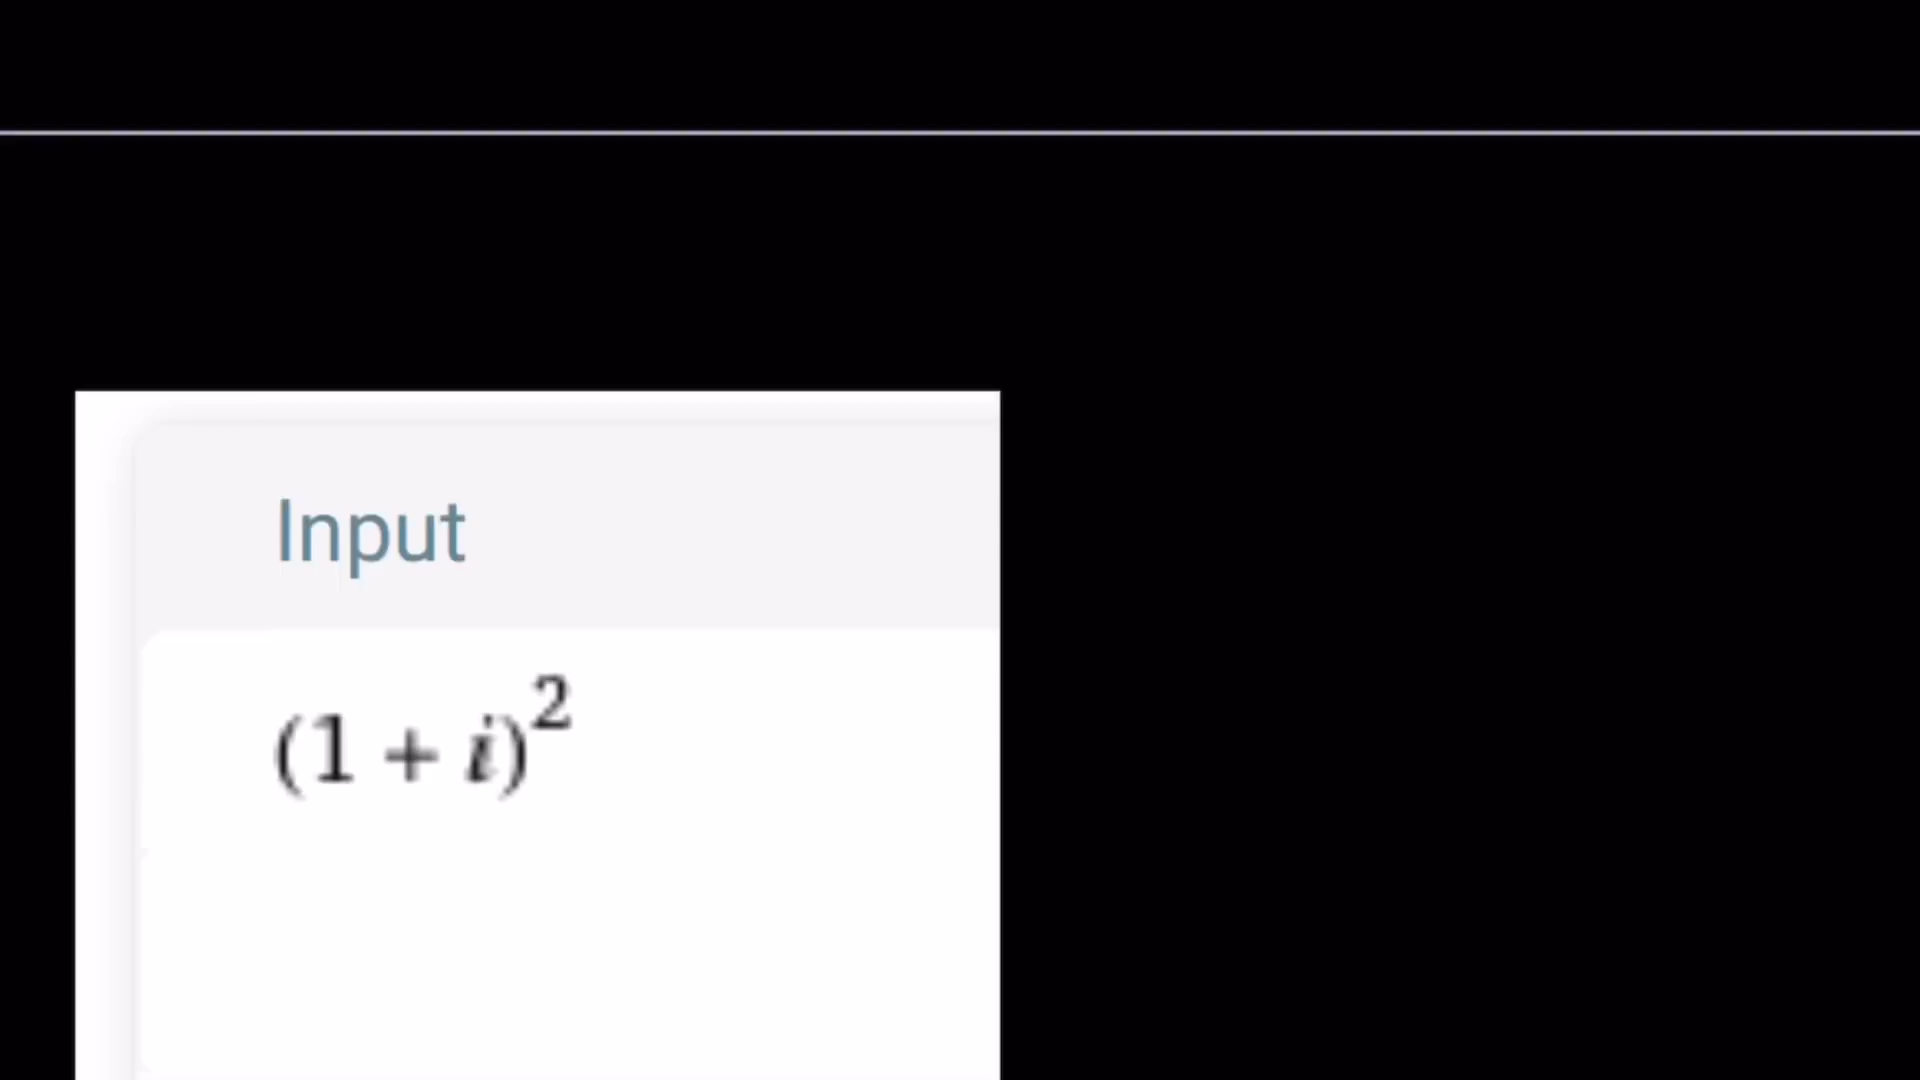 Input
(1 + i)²